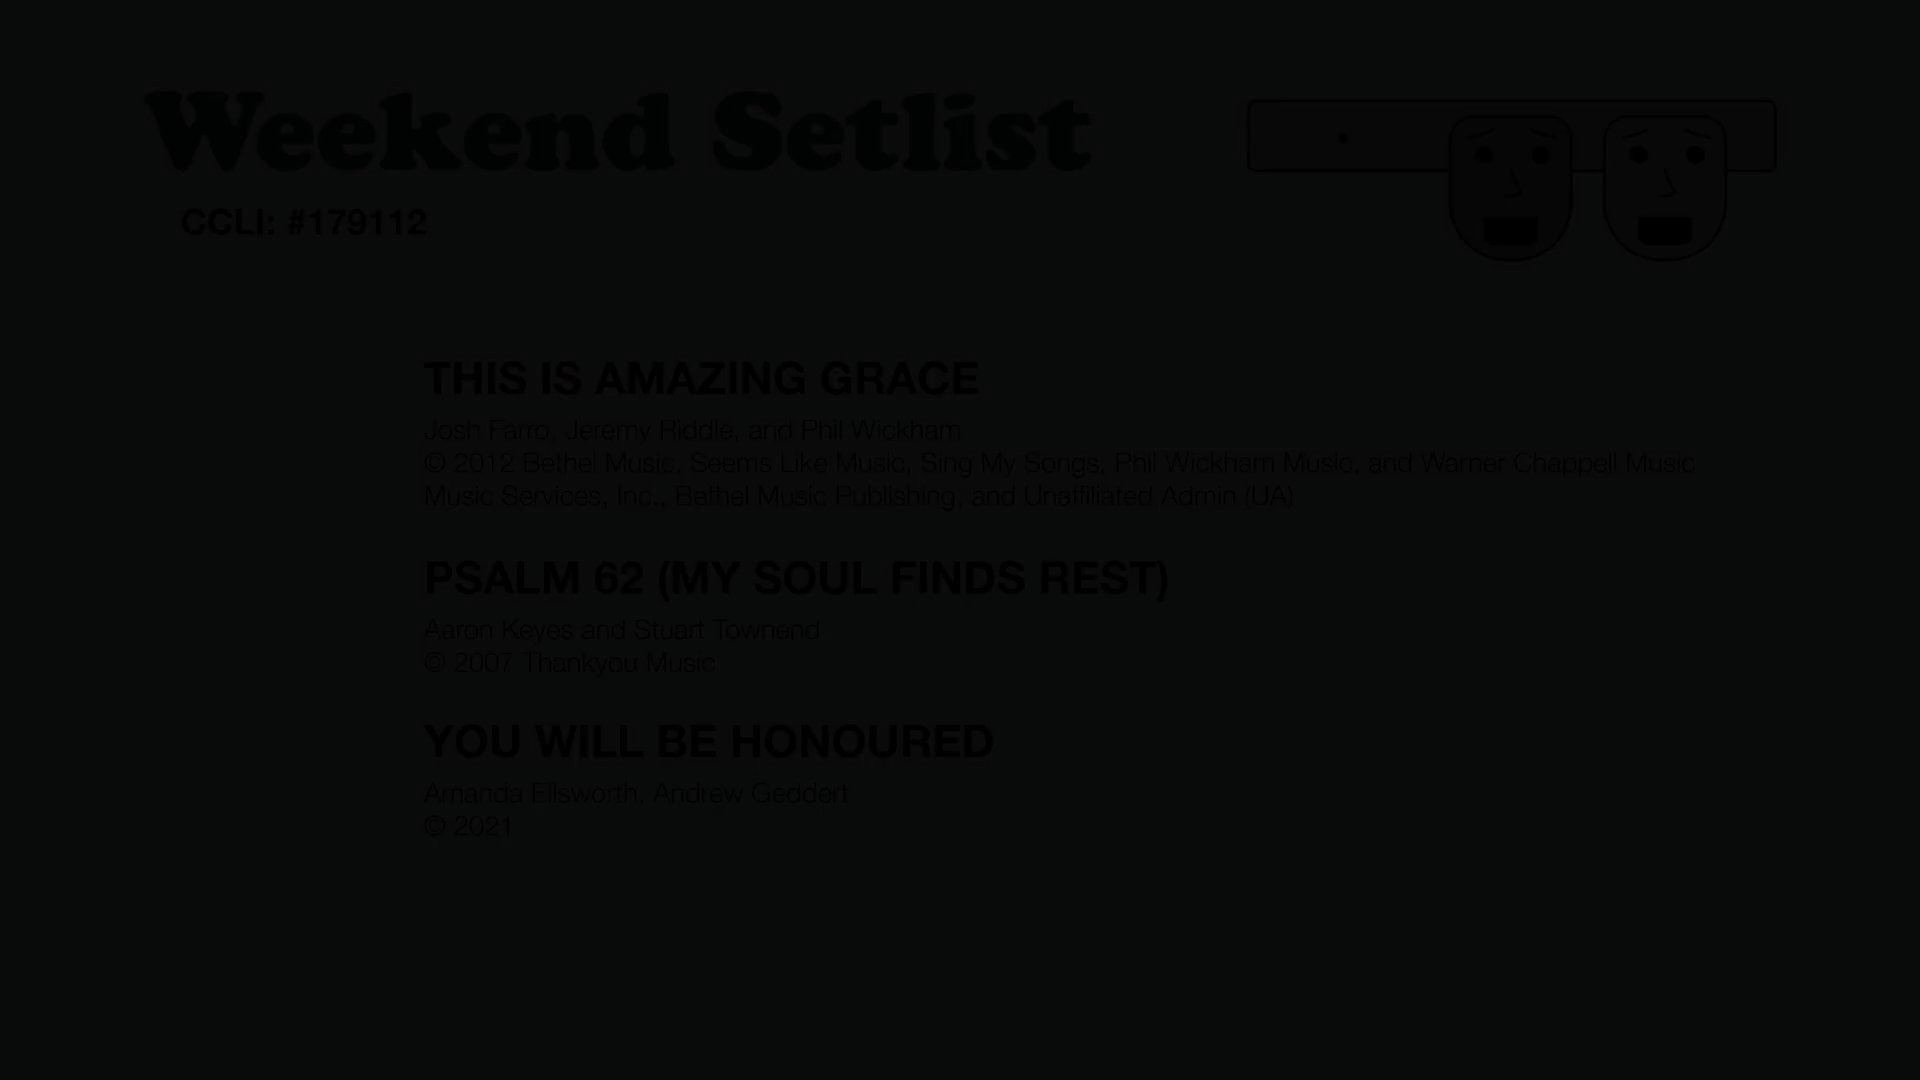 Weekend Setlist
CCLI: #179112
THIS IS AMAZING GRACE
Josh Farro, Jeremy Riddle, and Phil Wickham
© 2012 Bethel Music, Seems Like Music, Sing My Songs, Phil Wickham Music, and Warner Chappell Music
Music Services, Inc., Bethel Music Publishing, and Unaffiliated Admin (UA)
PSALM 62 (MY SOUL FINDS REST)
Aaron Keyes and Stuart Townend
© 2007 Thankyou Music
YOU WILL BE HONOURED
Amanda Ellsworth, Andrew Geddert
© 2021